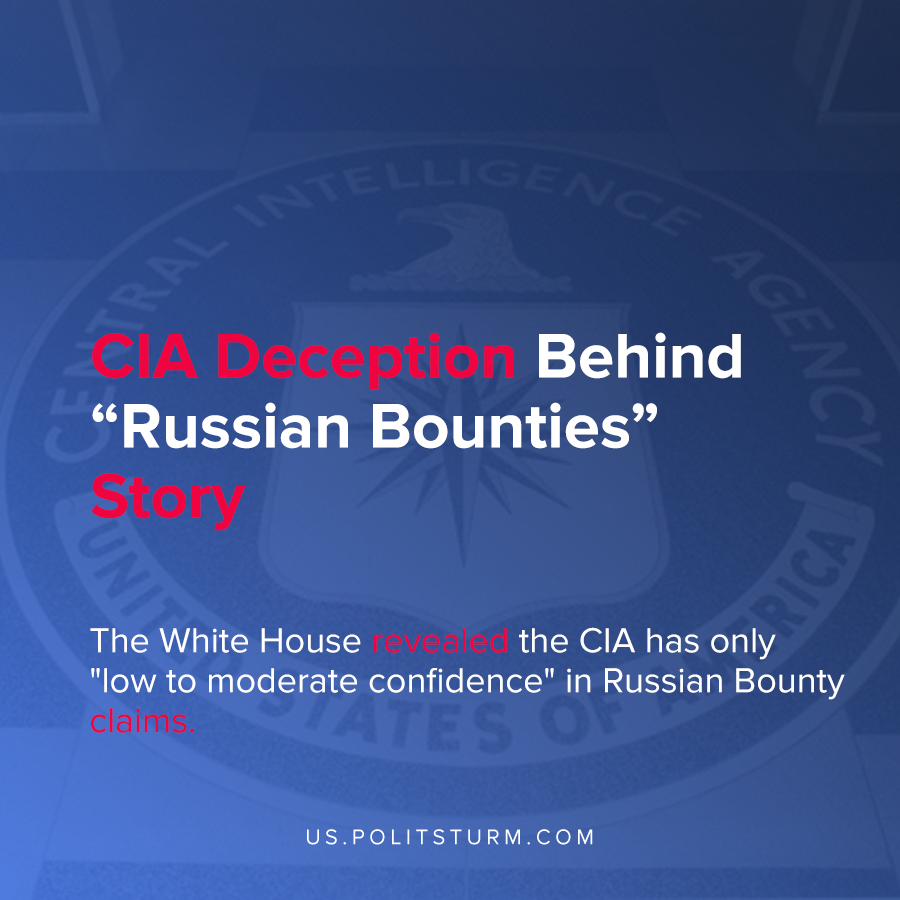 CENTRAL INTELLIGENCE AGENCY
CIA Deception Behind
“Russian Bounties”
Story
UNITED STATES OF AMERICA
The White House revealed the CIA has only
"low to moderate confidence" in Russian Bounty
claims.
US.POLITSTURM.COM